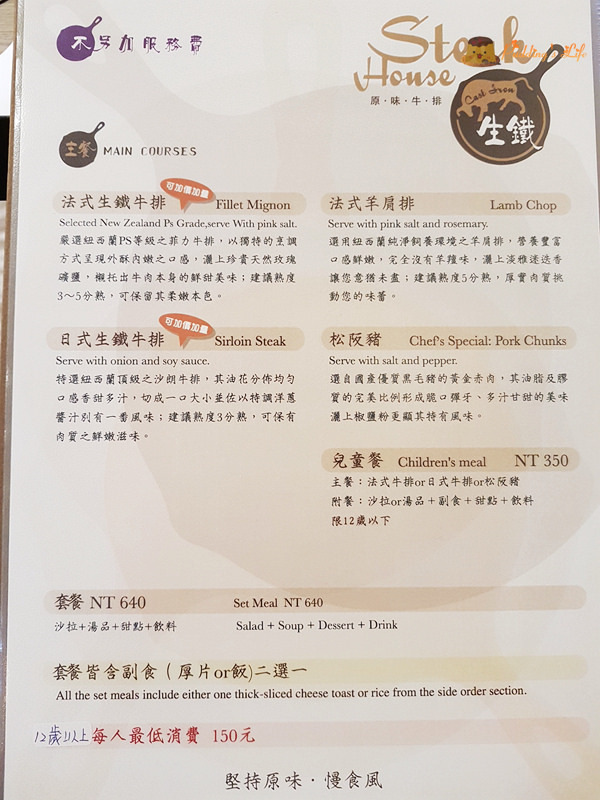 不另加服務費
Steak House
原·味·牛·排
Cast Iron
生鐵
主餐 MAIN COURSES
法式生鐵牛排 可加價加量 Fillet Mignon
Selected New Zealand Ps Grade,serve With pink salt.
嚴選紐西蘭PS等級之菲力牛排，以獨特的烹調
方式呈現外酥內嫩之口感，灑上珍貴天然玫瑰
礦鹽，襯托出牛肉本身的鮮甜美味；建議熟度
3～5分熟，可保留其柔嫩本色。
日式生鐵牛排 可加價加量 Sirloin Steak
Serve with onion and soy sauce.
特選紐西蘭頂級之沙朗牛排，其油花分佈均勻
口感香甜多汁，切成一口大小並佐以特調洋蔥
醬汁別有一番風味；建議熟度3分熟，可保有
肉質之鮮嫩滋味。
法式羊肩排 Lamb Chop
Serve with pink salt and rosemary.
選用紐西蘭純淨飼養環境之羊肩排，營養豐富
口感鮮嫩，完全沒有羊羶味，灑上淡雅迷迭香
讓您意猶未盡；建議熟度5分熟，厚實肉質挑
動您的味蕾。
松阪豬 Chef's Special: Pork Chunks
Serve with salt and pepper.
選自國產優質黑毛豬的黃金赤肉，其油脂及膠
質的完美比例形成脆口彈牙、多汁甘甜的美味
灑上椒鹽粉更顯其特有風味。
兒童餐 Children's meal NT 350
主餐：法式牛排or日式牛排or松阪豬
附餐：沙拉or湯品＋副食＋甜點＋飲料
限12歲以下
套餐 NT 640 Set Meal NT 640
沙拉+湯品+甜點+飲料 Salad + Soup + Dessert + Drink
套餐皆含副食（厚片or飯)二選一
All the set meals include either one thick-sliced cheese toast or rice from the side order section.
12歲以上每人最低消費 150元
堅持原味·慢食風